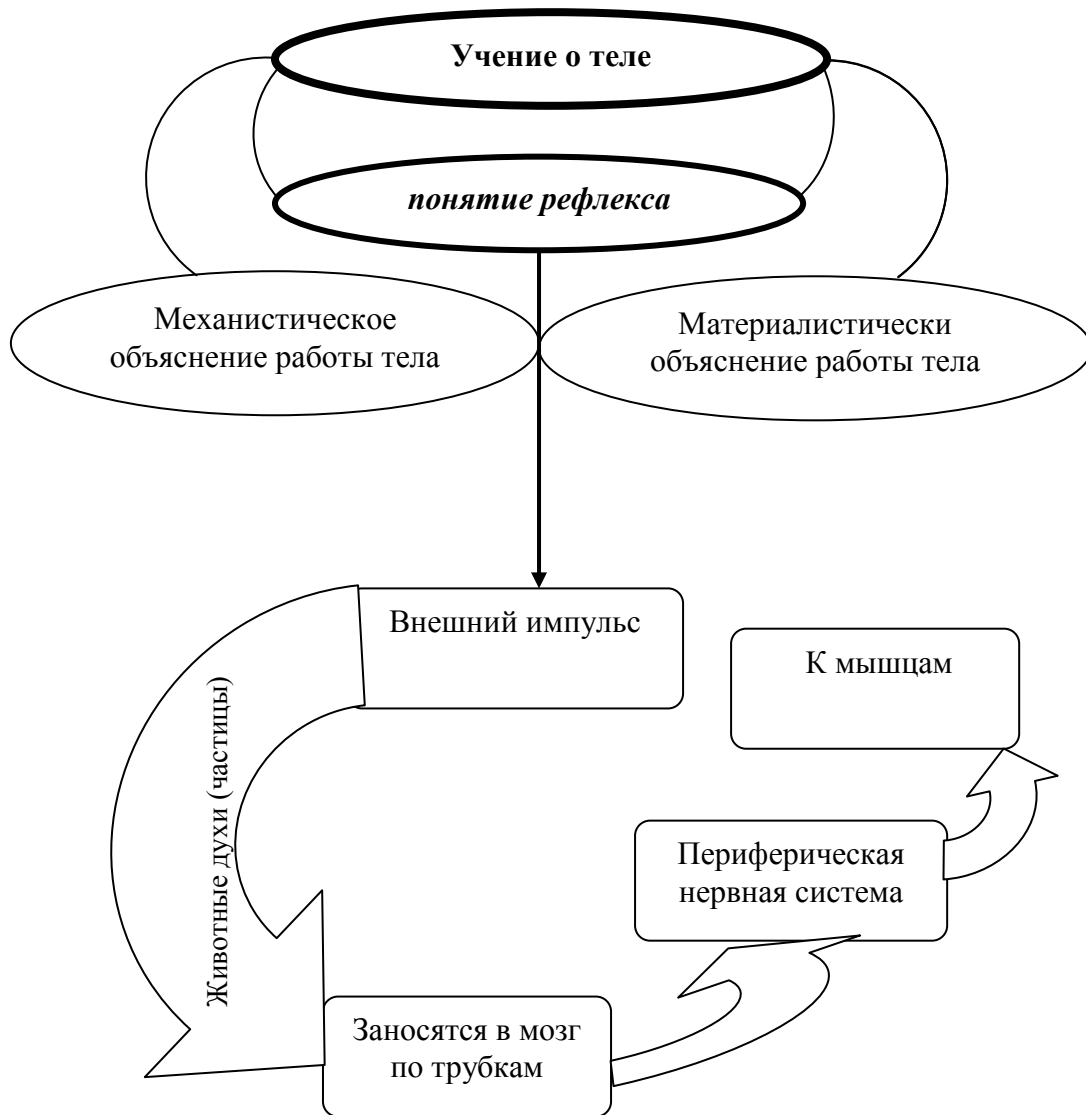 Учение о теле
понятие рефлекса
Механистическое
объяснение работы тела
Материалистически
объяснение работы тела
Внешний импульс
К мышцам
Животные духи (частицы)
Периферическая
нервная система
Заносятся в мозг
по трубкам